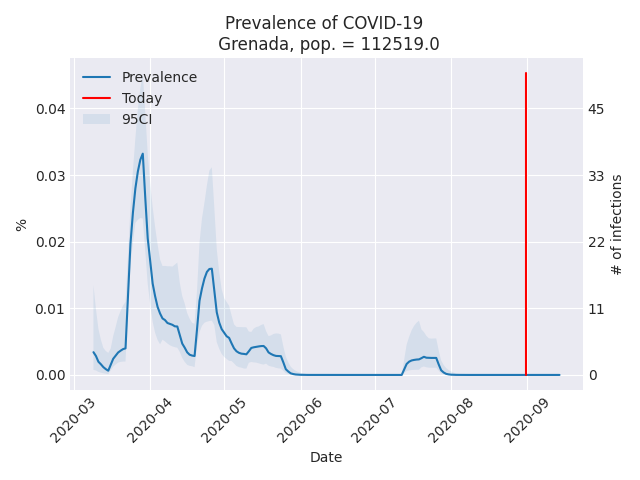 Prevalence of COVID-19
Grenada, pop. = 112519.0
Prevalence
Today
95CI
0.04
0.03
0.02
0.01
0.00
%
45
33
22
11
0
# of infections
2020-03
2020-04
2020-05
2020-06
2020-07
2020-08
2020-09
Date